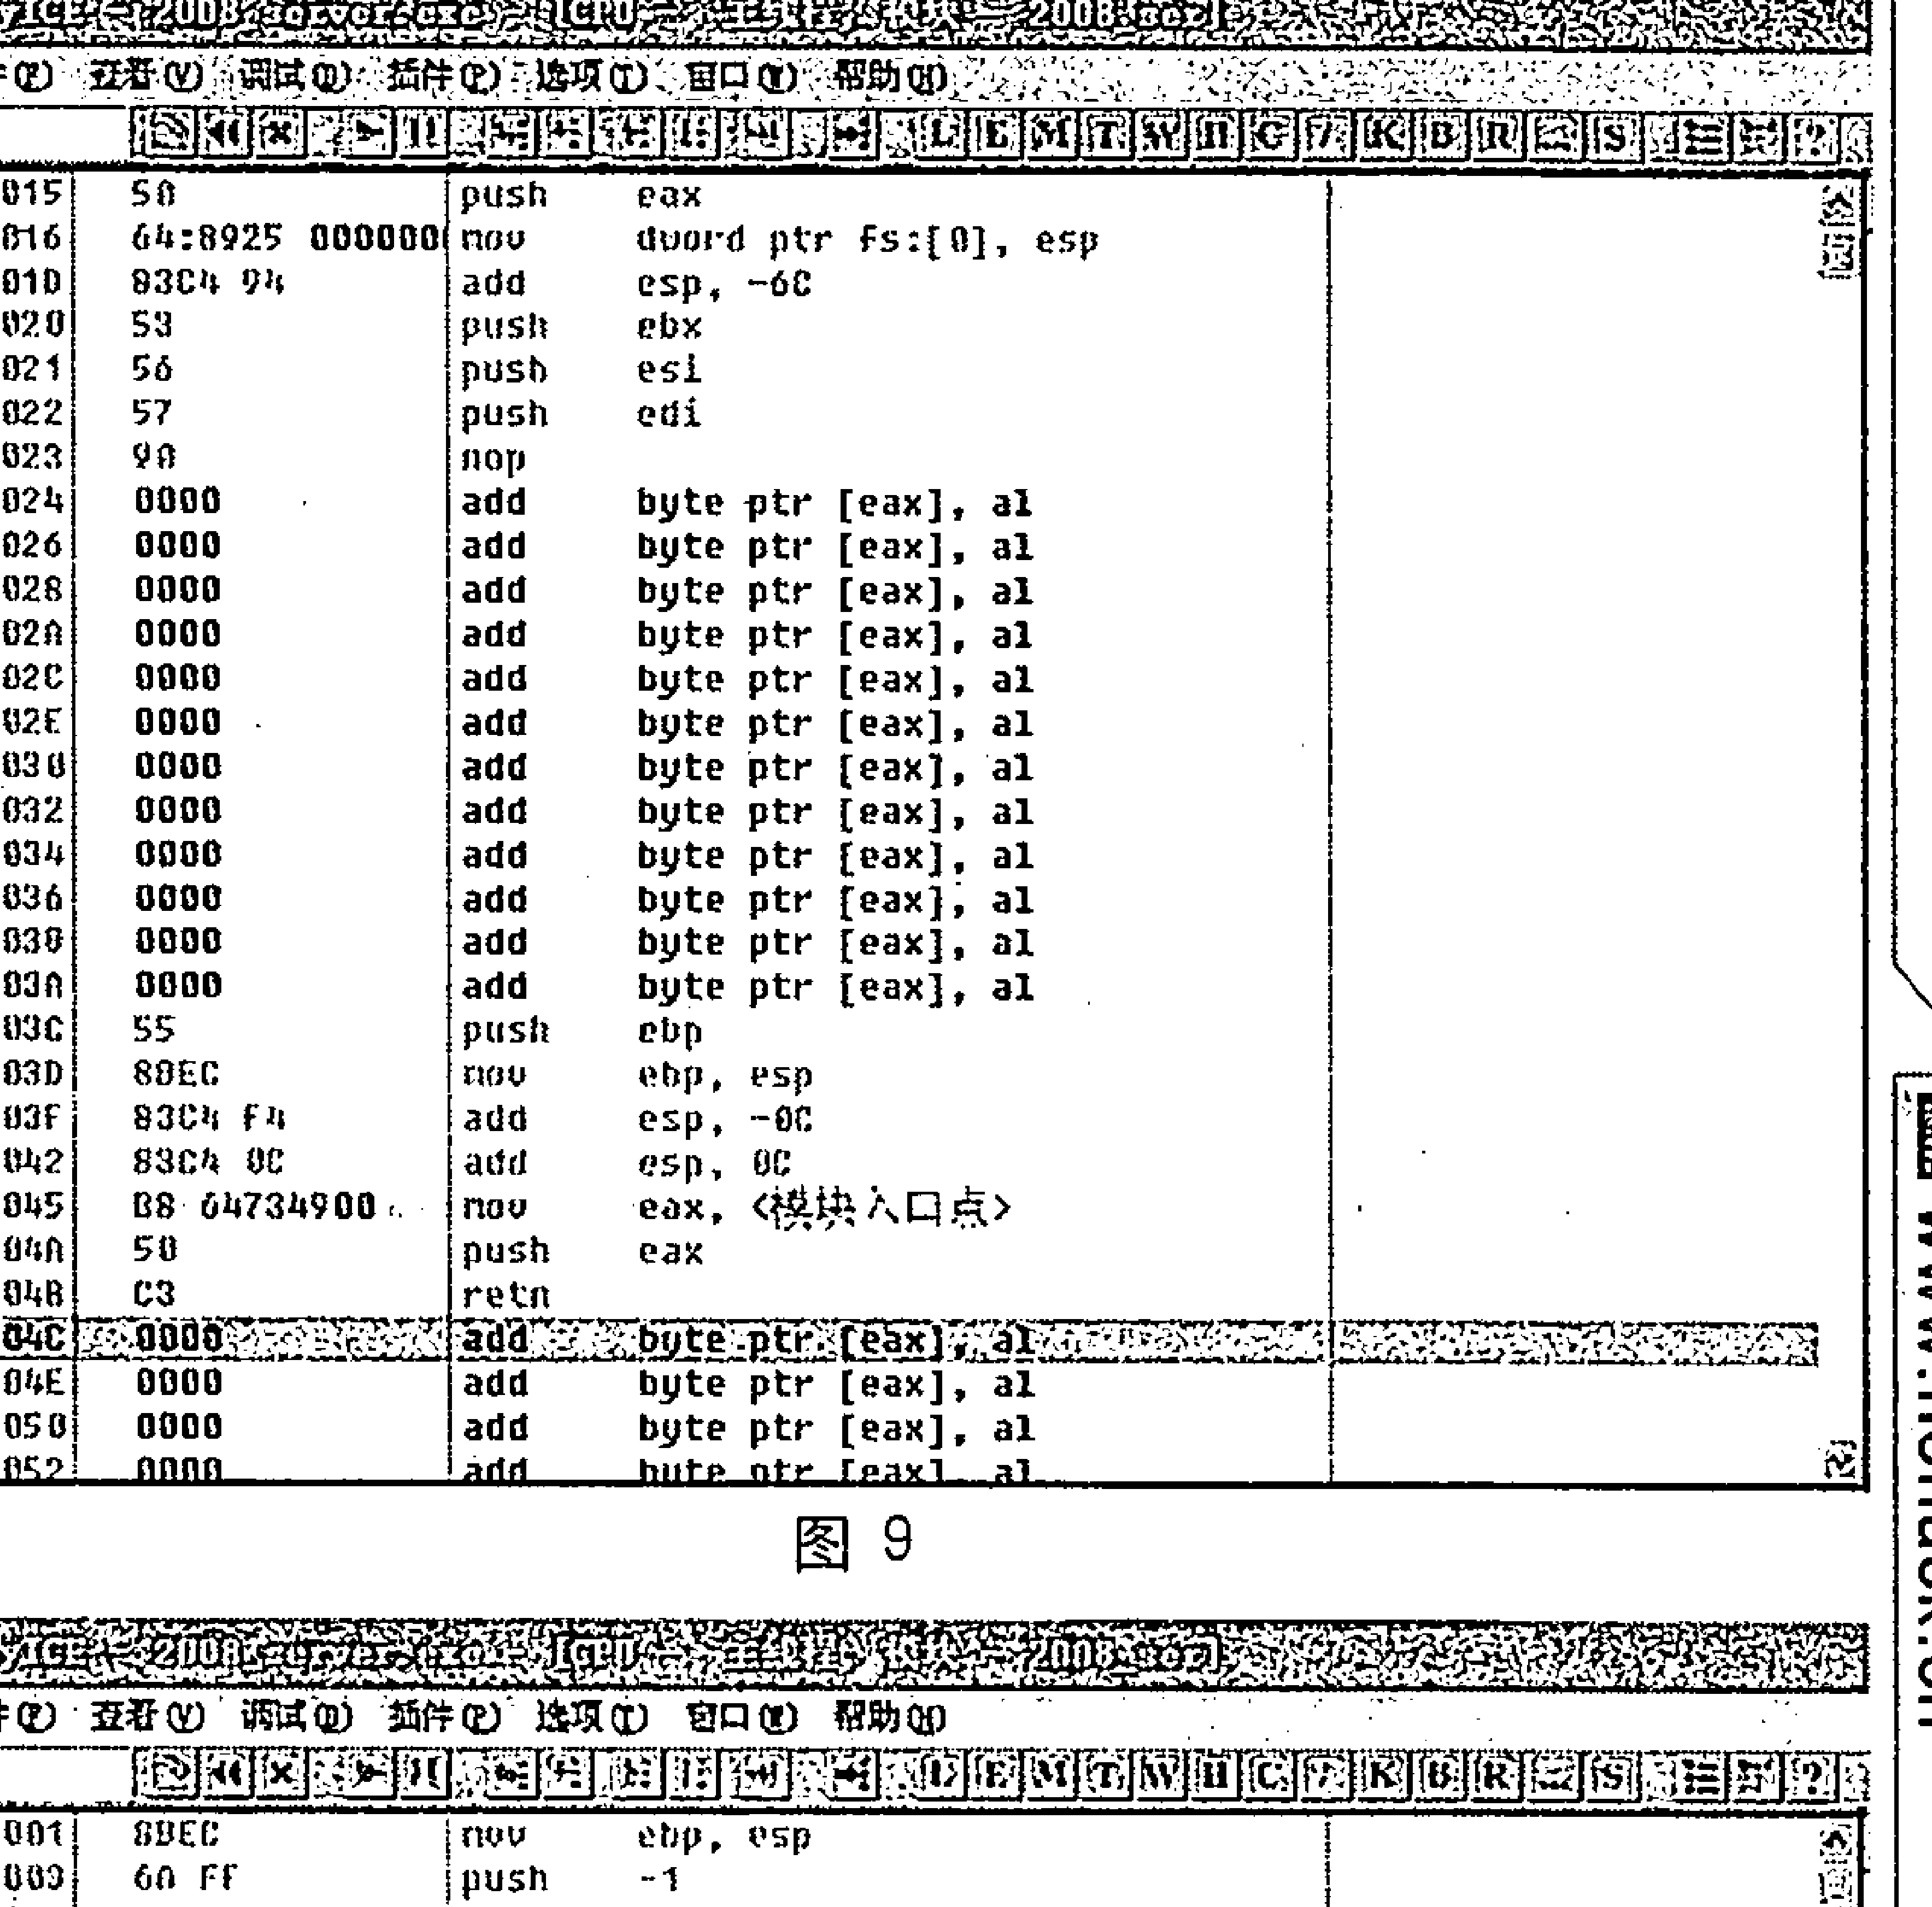 查看(V) 调试(D) 插件(P) 选项(T) 窗口(W) 帮助(H)
015 50 push eax
016 64:8925 000000 mov dword ptr fs:[0], esp
01D 83C4 94 add esp, -6C
020 53 push ebx
021 56 push esi
022 57 push edi
023 90 nop
024 0000 add byte ptr [eax], al
026 0000 add byte ptr [eax], al
028 0000 add byte ptr [eax], al
02A 0000 add byte ptr [eax], al
02C 0000 add byte ptr [eax], al
02E 0000 add byte ptr [eax], al
030 0000 add byte ptr [eax], al
032 0000 add byte ptr [eax], al
034 0000 add byte ptr [eax], al
036 0000 add byte ptr [eax], al
038 0000 add byte ptr [eax], al
03A 0000 add byte ptr [eax], al
03C 55 push ebp
03D 8BEC mov ebp, esp
03F 83C4 F4 add esp, -0C
042 83C4 0C add esp, 0C
045 B8 64734900 mov eax, <模块入口点>
04A 50 push eax
04B C3 retn
04C 0000 add byte ptr [eax], al
04E 0000 add byte ptr [eax], al
050 0000 add byte ptr [eax], al
052 0000 add byte ptr [eax], al
图 9
查看(V) 调试(D) 插件(P) 选项(T) 窗口(W) 帮助(H)
L E M T W H C / K B R ... S ?
001 8BEC mov ebp, esp
003 6A FF push -1